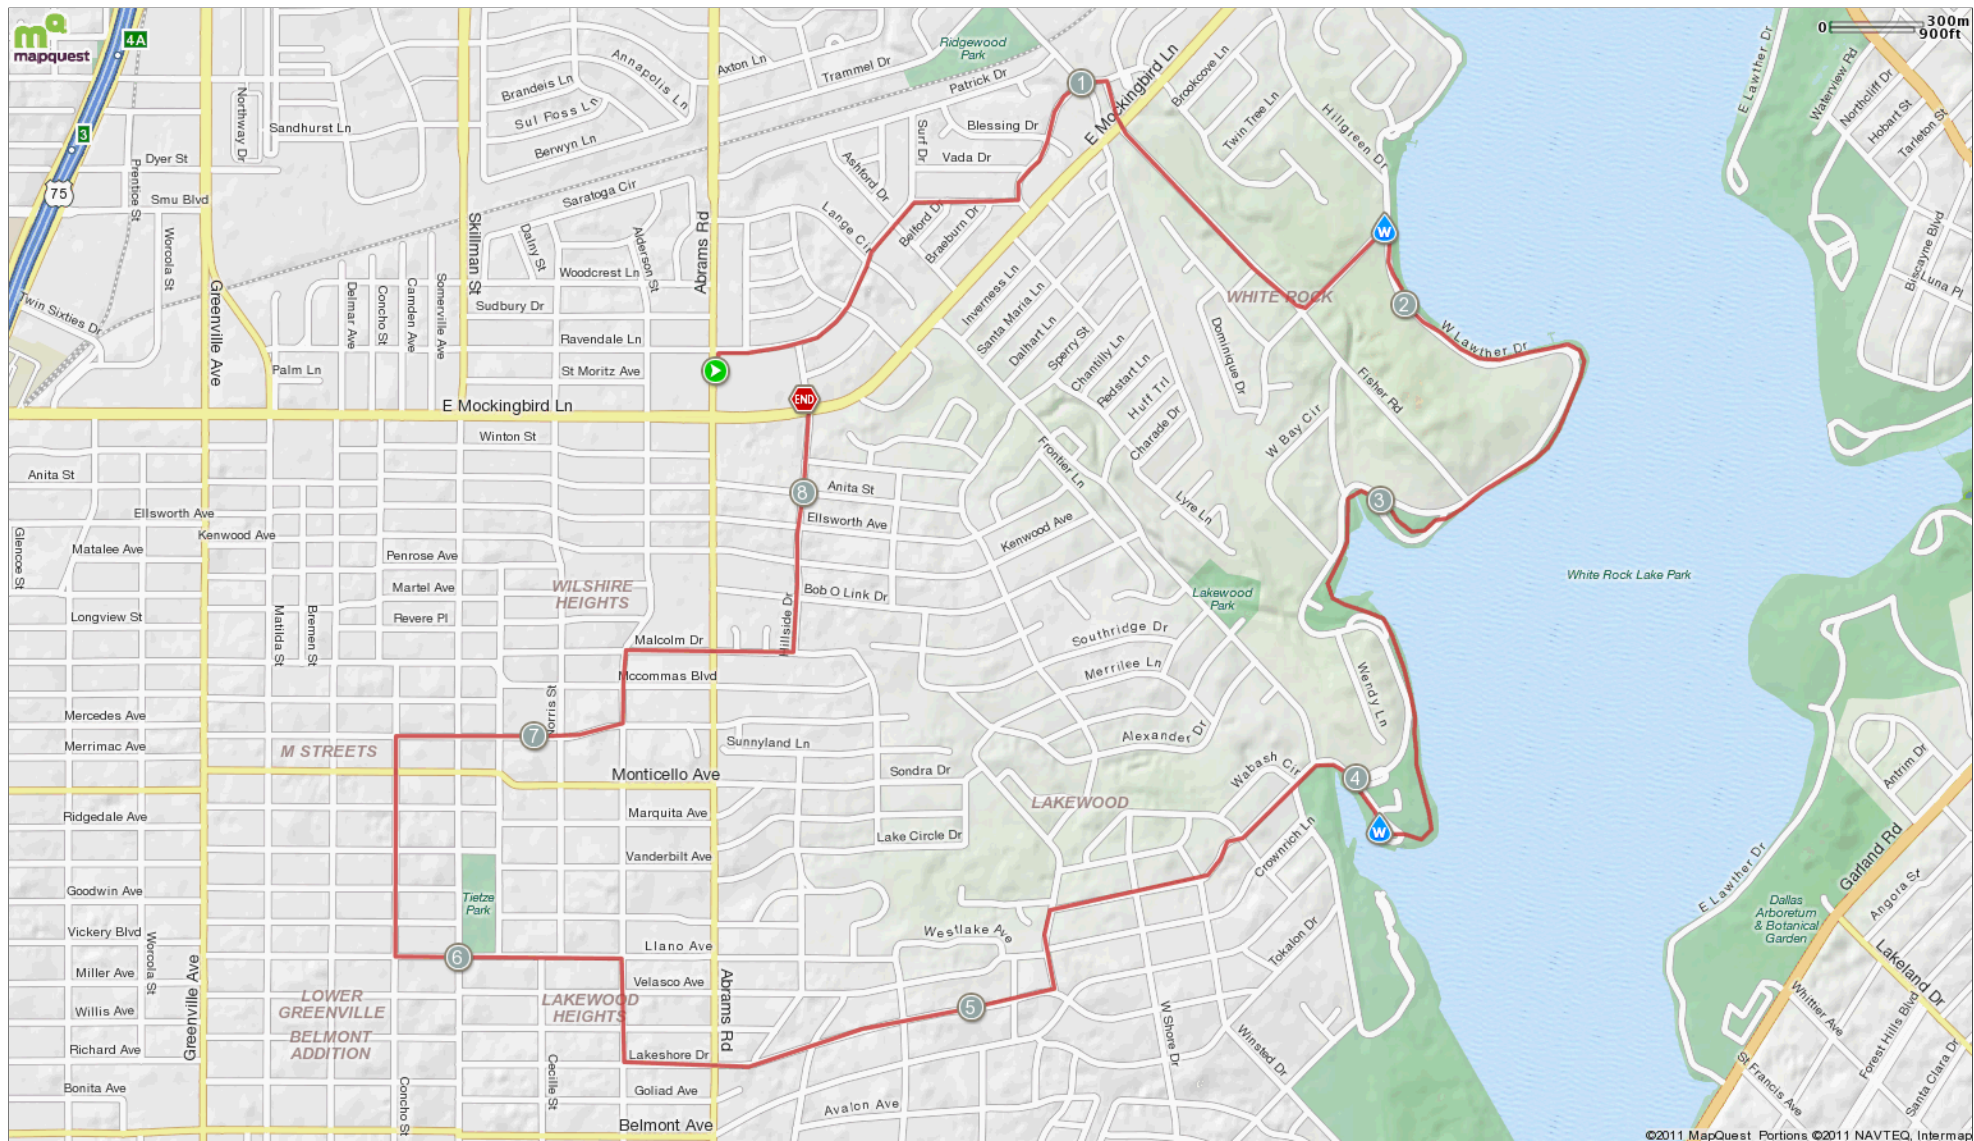 mapquest
4A
3
75
0 300m
900ft
Ridgewood
Park
Axton Ln
Trammel Dr
Patrick Dr
Annapolis Ln
Brandeis Ln
Sul Ross Ln
Berwyn Ln
Northway Dr
Sandhurst Ln
Dyer St
Prentice St
Smu Blvd
Worcola St
Saratoga Cir
Skillman St
Dalny St
Alderson St
Abrams Rd
Woodcrest Ln
Sudbury Dr
Ravendale Ln
St Moritz Ave
Delmar Ave
Concho St
Camden Ave
Somerville Ave
Greenville Ave
Twin Sixties Dr
Palm Ln
E Mockingbird Ln
Winton St
Blessing Dr
Surf Dr
Vada Dr
Ashford Dr
Lange Cir
Belford Dr
Braeburn Dr
E Mockingbird Ln
Brookcove Ln
Twin Tree Ln
Hillgreen Dr
1
W
2
WHITE ROCK
W Lawther Dr
Inverness Ln
Santa Maria Ln
Dalhart Ln
Sperry St
Chantilly Ln
Redstart Ln
Huff Trl
Charade Dr
Dominique Dr
Fisher Rd
W Bay Cir
Frontier Ln
Lyre Ln
3
END
8
Anita St
Ellsworth Ave
Kenwood Ave
Bob O Link Dr
Hillside Dr
Lakewood
Park
White Rock Lake Park
E Lawther Dr
Waterview Rd
Northcliff Dr
Hobart St
Tarleton St
Biscayne Blvd
Luna Pl
Anita St
Ellsworth Ave
Kenwood Ave
Glencoe St
Matalee Ave
Penrose Ave
Martel Ave
Revere Pl
Longview St
Matilda St
Bremen St
WILSHIRE
HEIGHTS
Malcolm Dr
Mccommas Blvd
Norris St
7
Mercedes Ave
Merrimac Ave
M STREETS
Sunnyland Ln
Monticello Ave
Sondra Dr
Southridge Dr
Merrilee Ln
Alexander Dr
Wendy Ln
Wabash Cir
4
W
LAKEWOOD
Ridgedale Ave
Marquita Ave
Lake Circle Dr
Vanderbilt Ave
Crownrich Ln
Goodwin Ave
Tietze
Park
Vickery Blvd
Worcola St
Llano Ave
Westlake Ave
Tokalon Dr
6
Miller Ave
Velasco Ave
Greenville Ave
LOWER
GREENVILLE
BELMONT
ADDITION
LAKEWOOD
HEIGHTS
Abrams Rd
5
Willis Ave
Richard Ave
Lakeshore Dr
W Shore Dr
Winsted Dr
Bonita Ave
Concho St
Cecille St
Goliad Ave
Avalon Ave
Belmont Ave
Antrim Dr
Garland Rd
E Lawther Dr
Angora St
Dallas
Arboretum
& Botanical
Garden
Lakeland Dr
Whittier Ave
Forest Hills Blvd
St Francis Ave
Santa Clara Dr
©2011 MapQuest Portions ©2011 NAVTEQ, Intermap